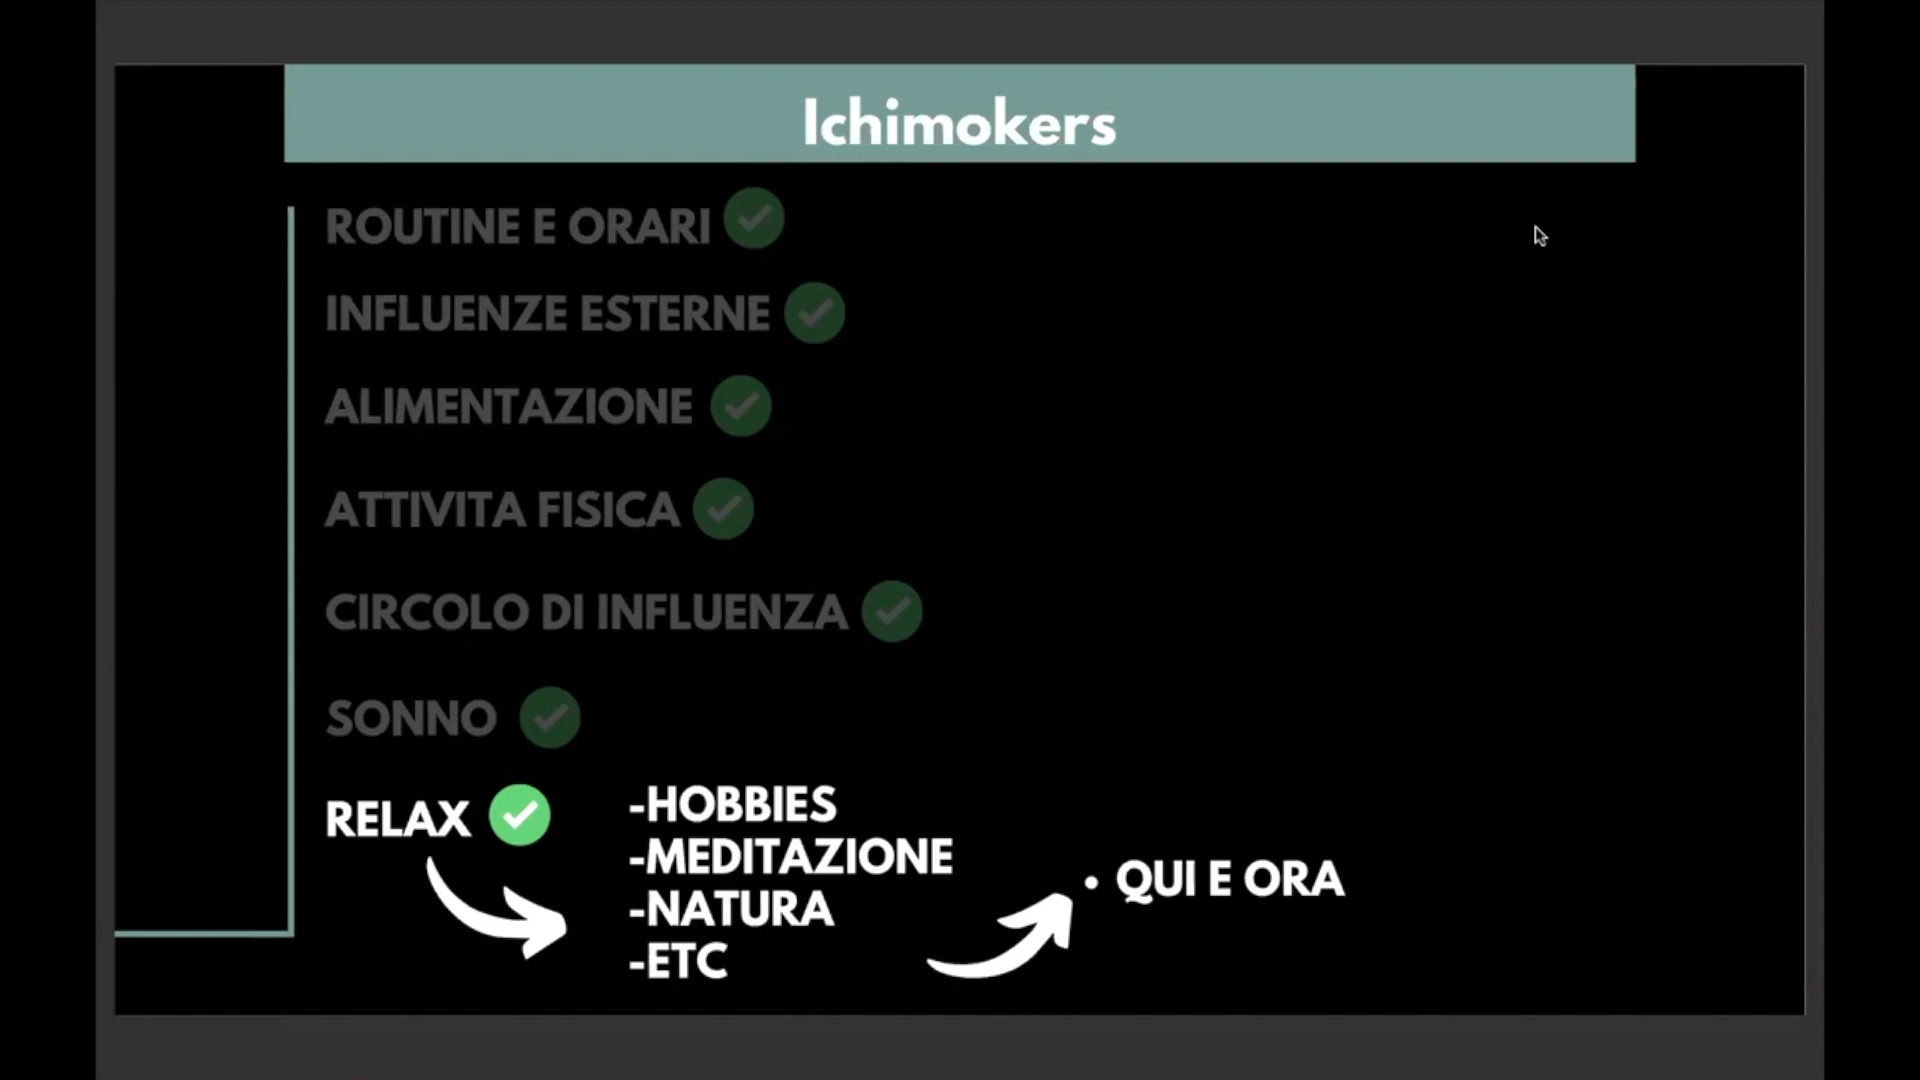 Ichimokers
ROUTINE E ORARI
INFLUENZE ESTERNE
ALIMENTAZIONE
ATTIVITA FISICA
CIRCOLO DI INFLUENZA
SONNO
RELAX
-HOBBIES
-MEDITAZIONE
-NATURA
-ETC
• QUI E ORA